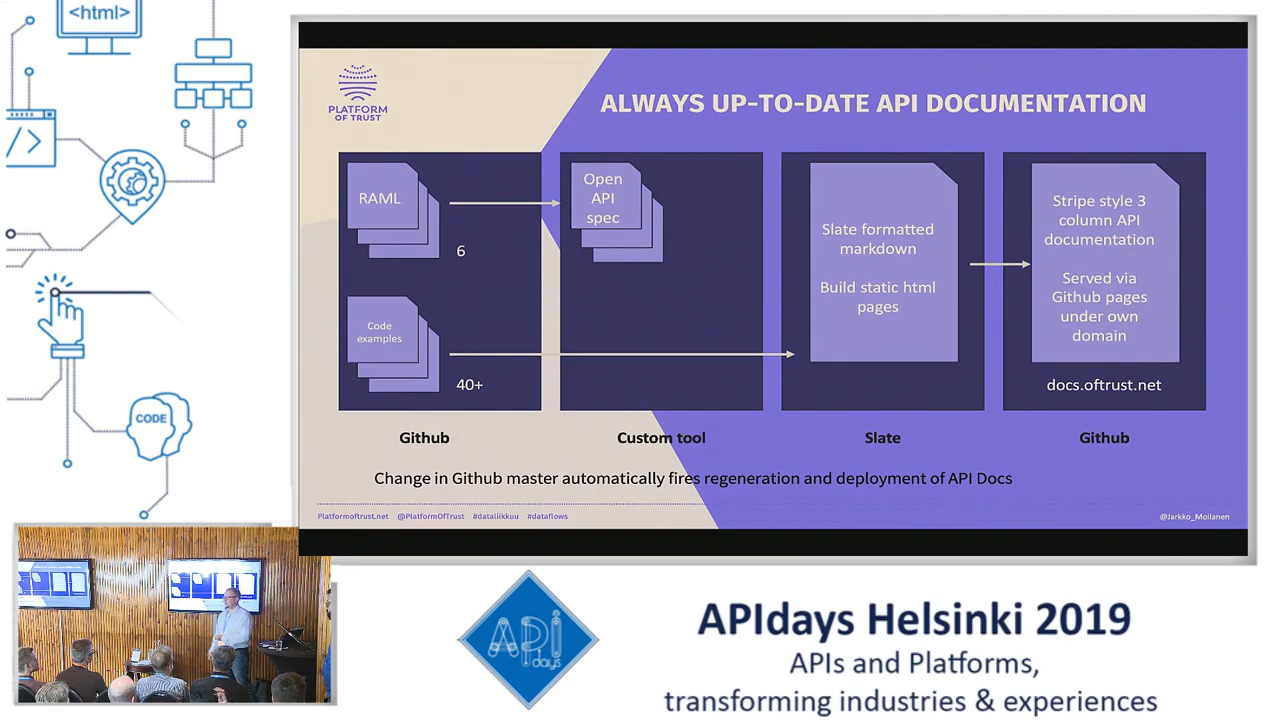 <html>
</>
CODE
PLATFORM
OF TRUST
ALWAYS UP-TO-DATE API DOCUMENTATION
RAML
6
Code
examples
40+
Open
API
spec
Slate formatted
markdown
Build static html
pages
Stripe style 3
column API
documentation
Served via
Github pages
under own
domain
docs.oftrust.net
Github
Custom tool
Slate
Github
Change in Github master automatically fires regeneration and deployment of API Docs
Platformoftrust.net @PlatformOfTrust #dataliikkuu #dataflows
@Jarkko_Moilanen
API
days
APIdays Helsinki 2019
APIs and Platforms,
transforming industries & experiences